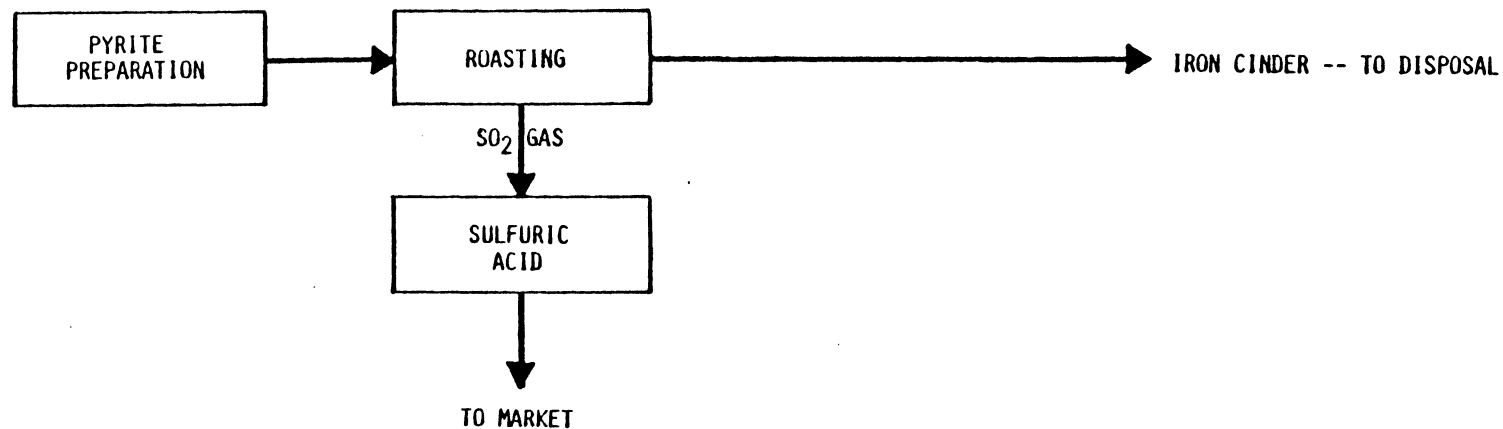 PYRITE
PREPARATION
ROASTING
IRON CINDER -- TO DISPOSAL
SO₂ GAS
SULFURIC
ACID
TO MARKET